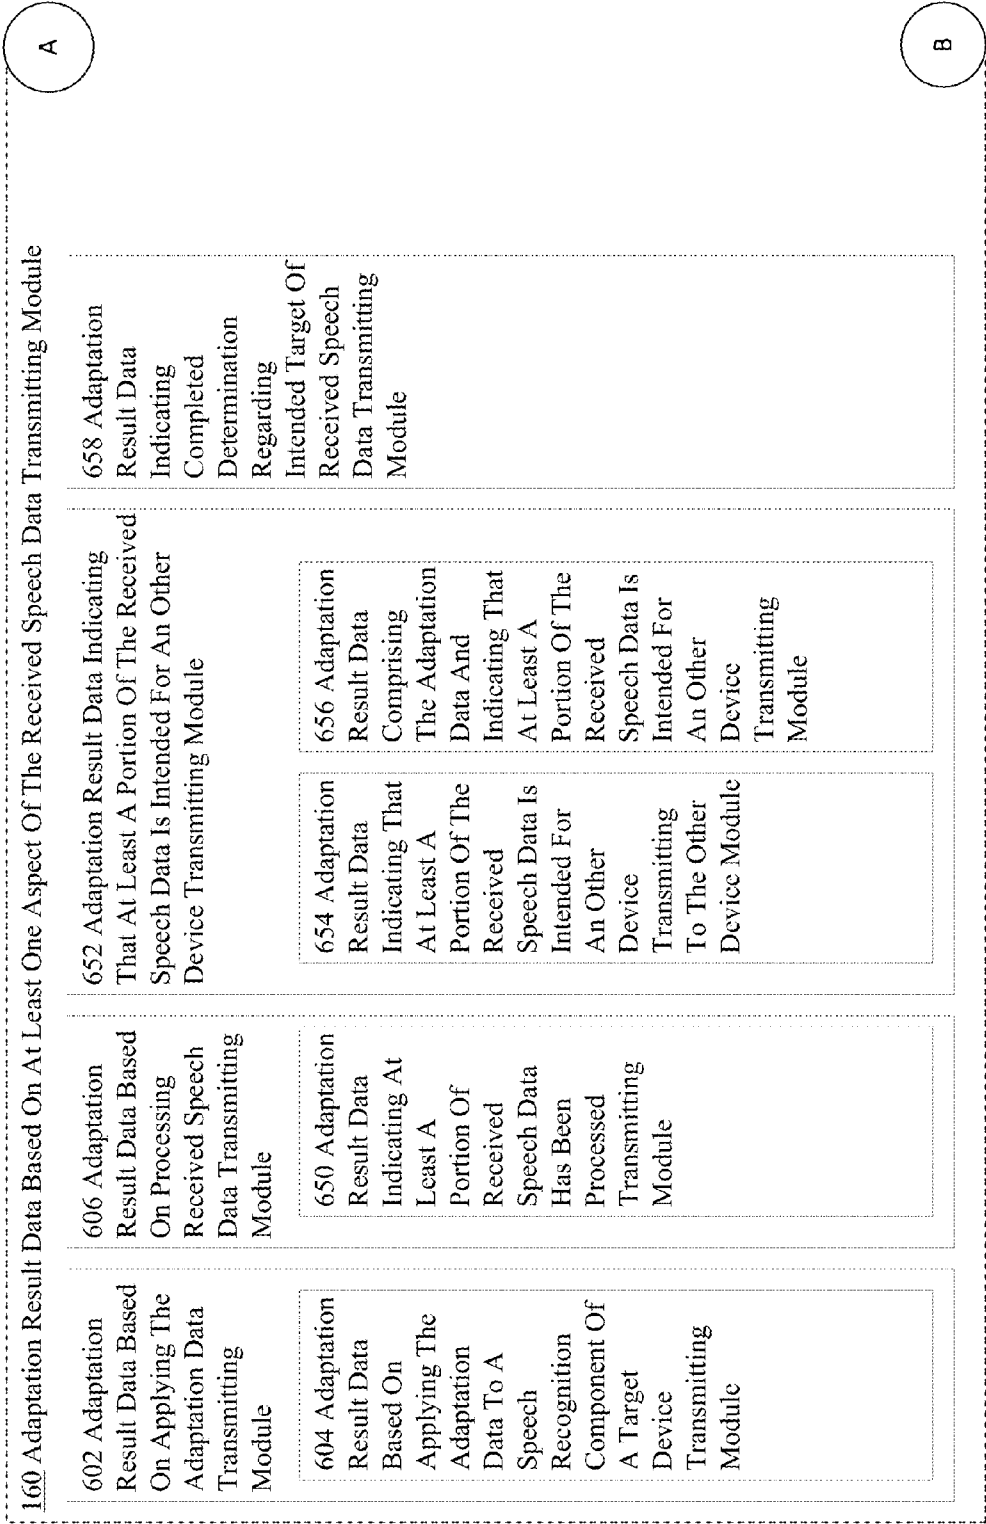 160 Adaptation Result Data Based On At Least One Aspect Of The Received Speech Data Transmitting Module
602 Adaptation
Result Data Based
On Applying The
Adaptation Data
Transmitting
Module
604 Adaptation
Result Data
Based On
Applying The
Adaptation
Data To A
Speech
Recognition
Component Of
A Target
Device
Transmitting
Module
606 Adaptation
Result Data Based
On Processing
Received Speech
Data Transmitting
Module
650 Adaptation
Result Data
Indicating At
Least A
Portion Of
Received
Speech Data
Has Been
Processed
Transmitting
Module
652 Adaptation Result Data Indicating
That At Least A Portion Of The Received
Speech Data Is Intended For An Other
Device Transmitting Module
654 Adaptation
Result Data
Indicating That
At Least A
Portion Of The
Received
Speech Data Is
Intended For
An Other
Device
Transmitting
To The Other
Device Module
656 Adaptation
Result Data
Comprising
The Adaptation
Data And
Indicating That
At Least A
Portion Of The
Received
Speech Data Is
Intended For
An Other
Device
Transmitting
Module
658 Adaptation
Result Data
Indicating
Completed
Determination
Regarding
Intended Target Of
Received Speech
Data Transmitting
Module
A
B